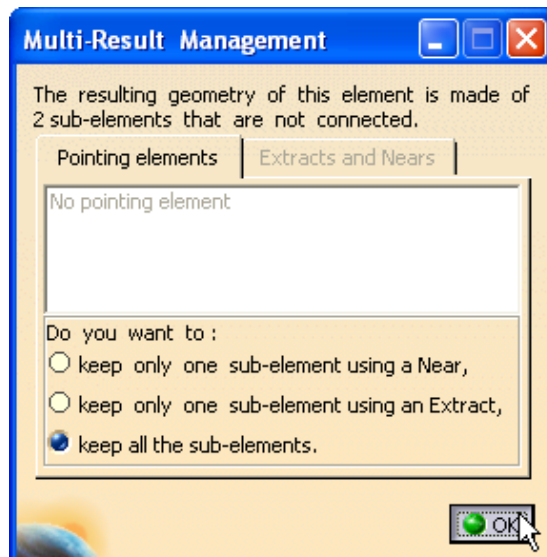 Multi-Result Management
The resulting geometry of this element is made of
2 sub-elements that are not connected.
Pointing elements
Extracts and Nears
No pointing element
Do you want to :
keep only one sub-element using a Near,
keep only one sub-element using an Extract,
keep all the sub-elements.
OK